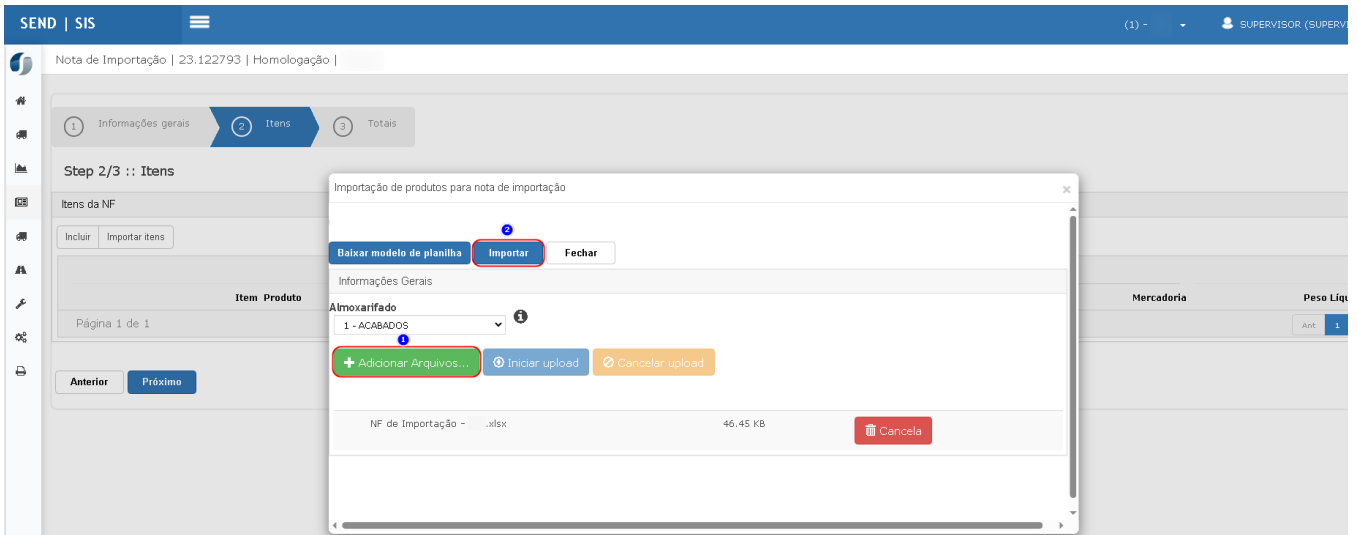 SEND | SIS
(1) -
SUPERVISOR (SUPERVI
Nota de Importação | 23.122793 | Homologação |
1 Informações gerais
2 Itens
3 Totais
Step 2/3 :: Itens
Itens da NF
Incluir
Importar itens
Item Produto
Mercadoria
Peso Líqu
Página 1 de 1
Ant
1
Anterior
Próximo
Importação de produtos para nota de importação
×
2
Baixar modelo de planilha
Importar
Fechar
Informações Gerais
Almoxarifado
1 - ACABADOS
1
Adicionar Arquivos...
Iniciar upload
Cancelar upload
NF de Importação - .xlsx
46.45 KB
Cancela